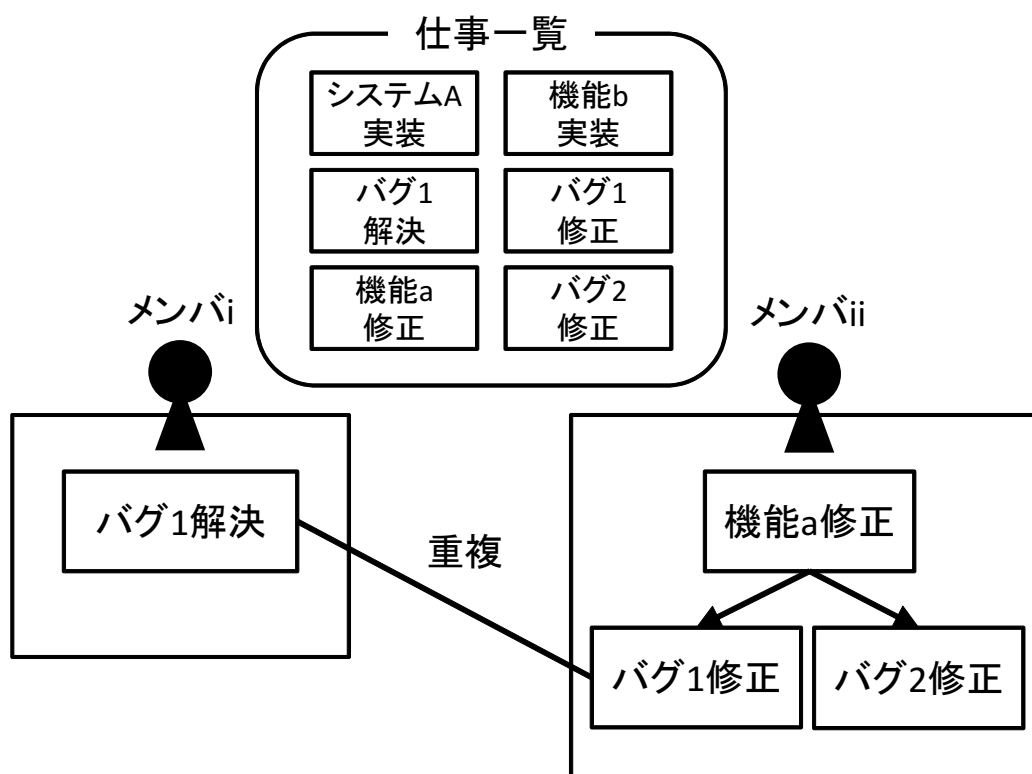 仕事一覧
システムA
実装
機能b
実装
バグ1
解決
バグ1
修正
機能a
修正
バグ2
修正
メンバi
メンバii
バグ1解決
重複
機能a修正
バグ1修正
バグ2修正